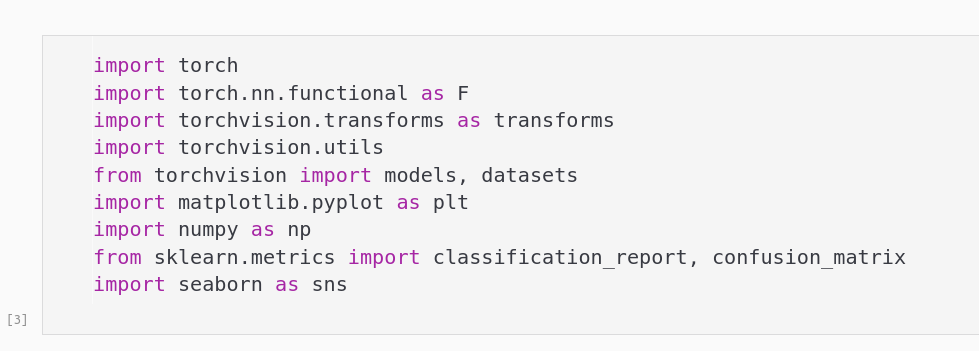 import torch
import torch.nn.functional as F
import torchvision.transforms as transforms
import torchvision.utils
from torchvision import models, datasets
import matplotlib.pyplot as plt
import numpy as np
from sklearn.metrics import classification_report, confusion_matrix
import seaborn as sns
[3]